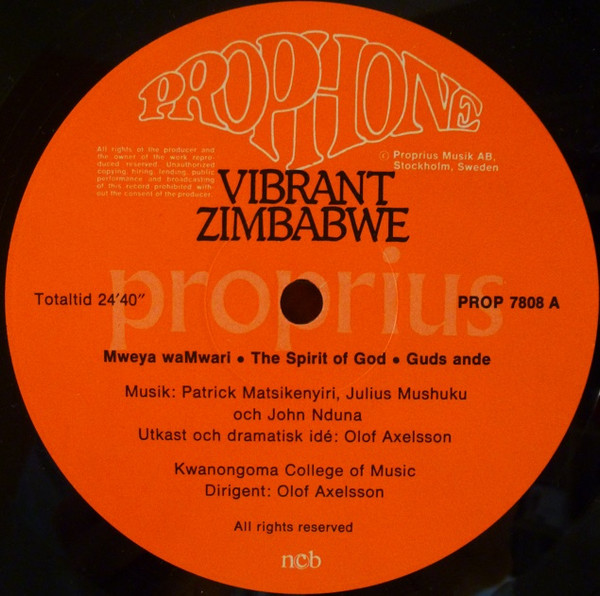 PROPHONE
All rights or the producer and
the owner of the work repro-
duced reserved. Unauthorized
copying, hiring, lending, public
performance and broadcasting
of this record prohibited with-
out the consent of the producer.
© Proprius Musik AB,
Stockholm, Sweden
VIBRANT
ZIMBABWE
proprius
Totaltid 24′40″
PROP 7808 A
Mweya waMwari • The Spirit of God • Guds ande
Musik: Patrick Matsikenyiri, Julius Mushuku
och John Nduna
Utkast och dramatisk idé: Olof Axelsson
Kwanongoma College of Music
Dirigent: Olof Axelsson
All rights reserved
ncb